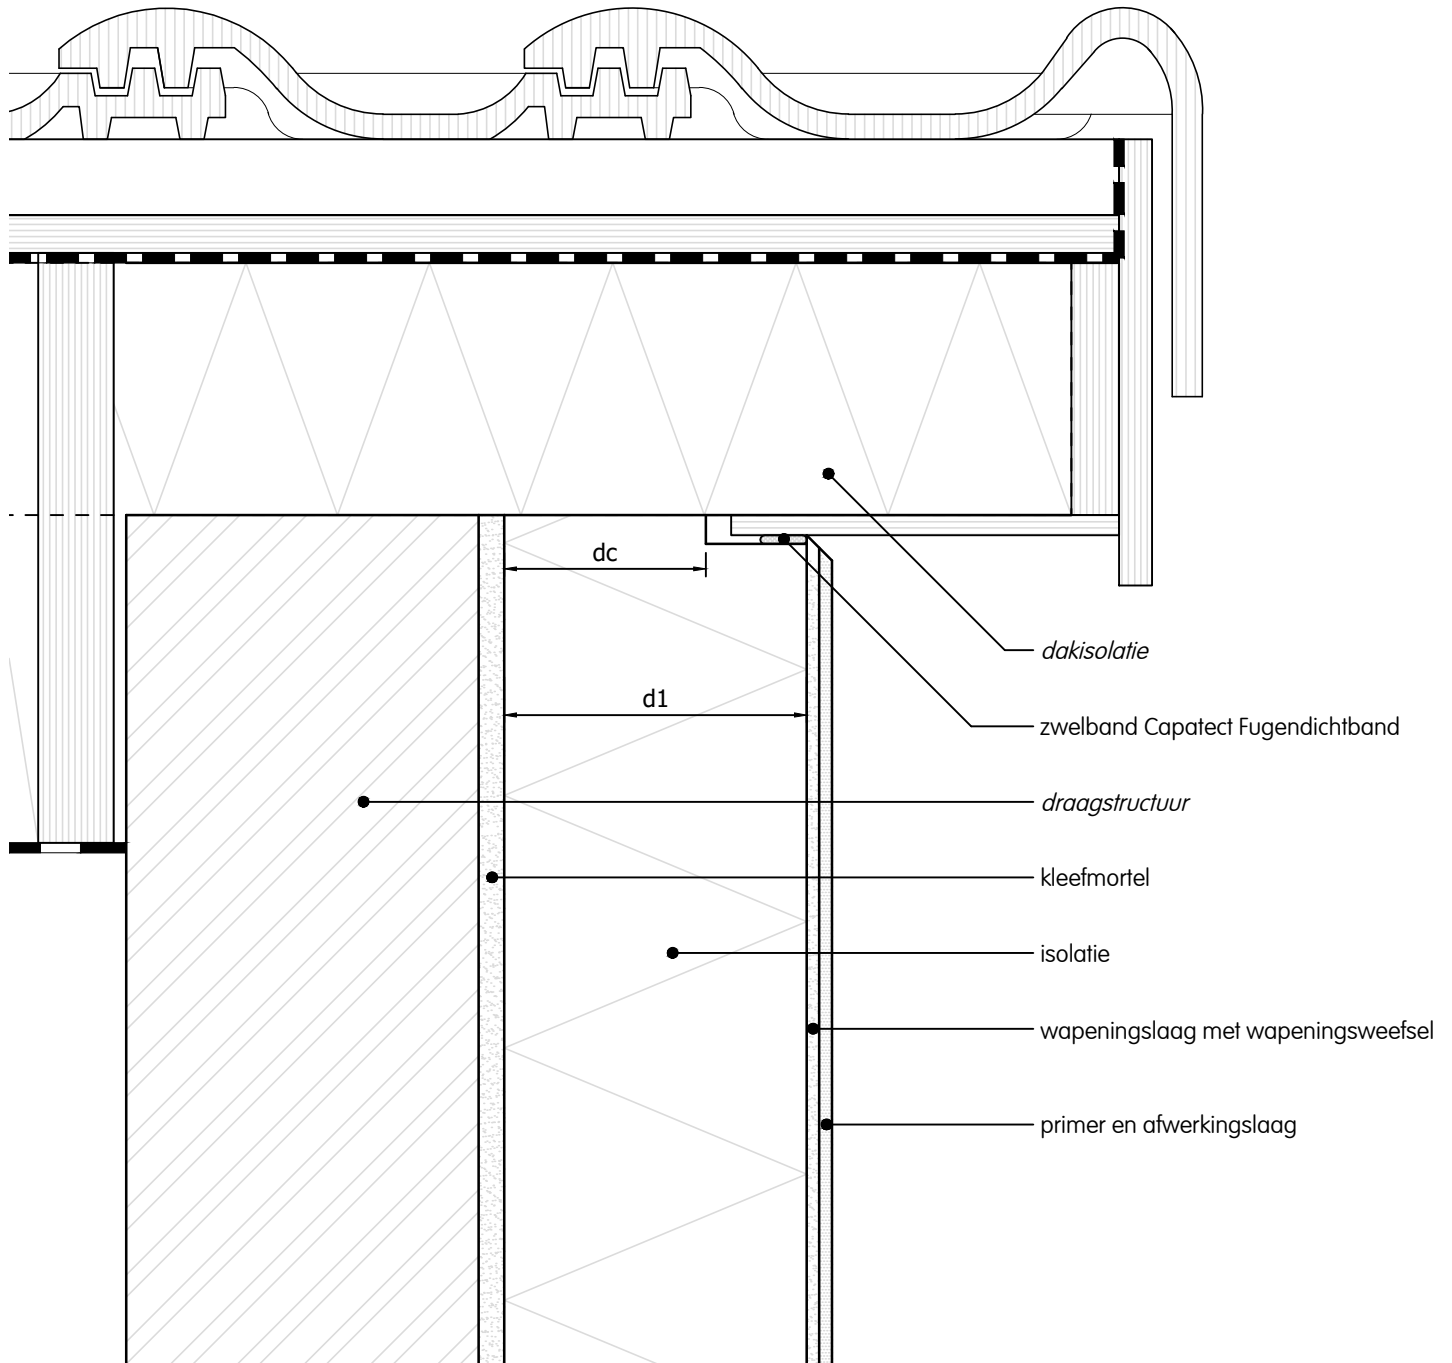 dc
dakisolatie
d1
zwelband Capatect Fugendichtband
draagstructuur
kleefmortel
isolatie
wapeningslaag met wapeningsweefsel
primer en afwerkingslaag